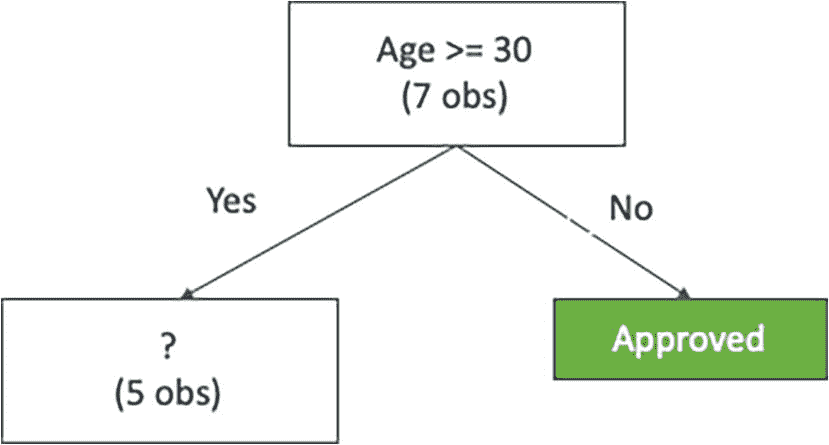 Age >= 30
(7 obs)
Yes
No
?
(5 obs)
Approved